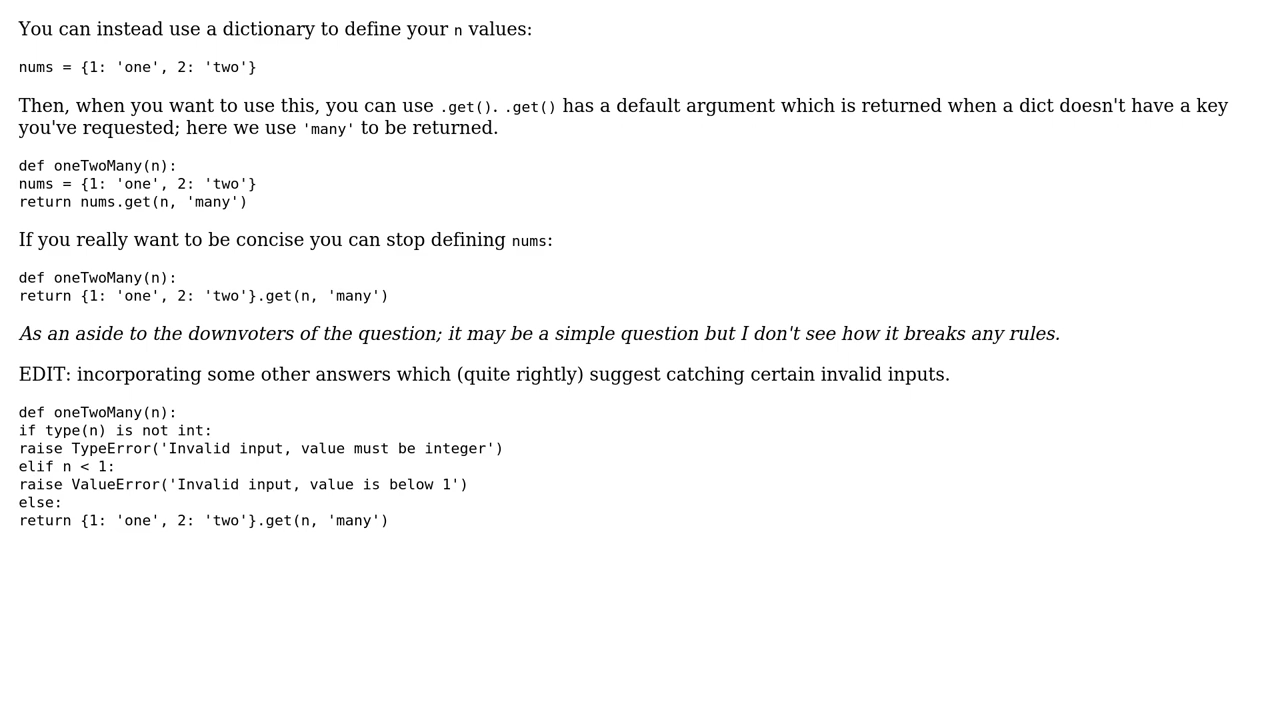 You can instead use a dictionary to define your n values:
nums = {1: 'one', 2: 'two'}
Then, when you want to use this, you can use .get(). .get() has a default argument which is returned when a dict doesn't have a key
you've requested; here we use 'many' to be returned.
def oneTwoMany(n):
nums = {1: 'one', 2: 'two'}
return nums.get(n, 'many')
If you really want to be concise you can stop defining nums:
def oneTwoMany(n):
return {1: 'one', 2: 'two'}.get(n, 'many')
As an aside to the downvoters of the question; it may be a simple question but I don't see how it breaks any rules.
EDIT: incorporating some other answers which (quite rightly) suggest catching certain invalid inputs.
def oneTwoMany(n):
if type(n) is not int:
raise TypeError('Invalid input, value must be integer')
elif n < 1:
raise ValueError('Invalid input, value is below 1')
else:
return {1: 'one', 2: 'two'}.get(n, 'many')